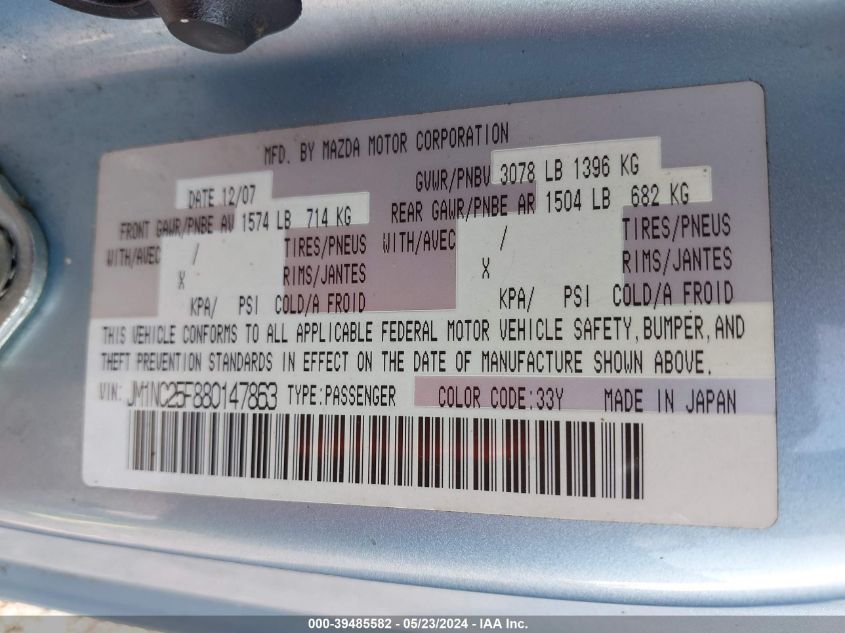 MFD. BY MAZDA MOTOR CORPORATION
DATE 12/07 GVWR/PNBV 3078 LB 1396 KG
FRONT GAWR/PNBE AV 1574 LB 714 KG REAR GAWR/PNBE AR 1504 LB 682 KG
WITH/AVEC / TIRES/PNEUS WITH/AVEC / TIRES/PNEUS
X RIMS/JANTES X RIMS/JANTES
KPA/ PSI COLD/A FROID KPA/ PSI COLD/A FROID
THIS VEHICLE CONFORMS TO ALL APPLICABLE FEDERAL MOTOR VEHICLE SAFETY, BUMPER, AND
THEFT PREVENTION STANDARDS IN EFFECT ON THE DATE OF MANUFACTURE SHOWN ABOVE.
VIN: JM1NC25F880147863 TYPE:PASSENGER COLOR CODE:33Y MADE IN JAPAN
000-39485582 - 05/23/2024 - IAA Inc.